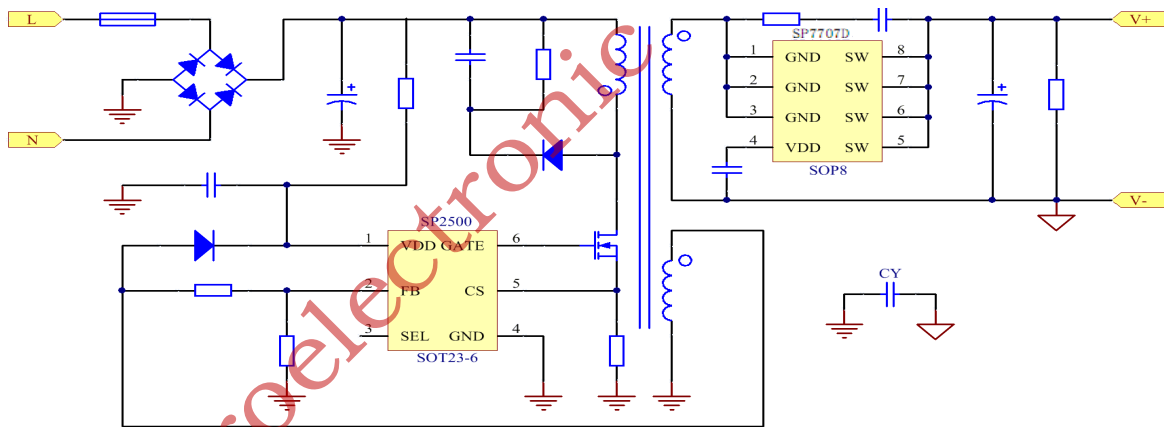 L
V+
SP7707D
1 GND SW 8
2 GND SW 7
3 GND SW 6
4 VDD SW 5
SOP8
N
V-
SP2500
1 VDD GATE 6
2 FB CS 5
3 SEL GND 4
SOT23-6
CY
+
+
roelectronic